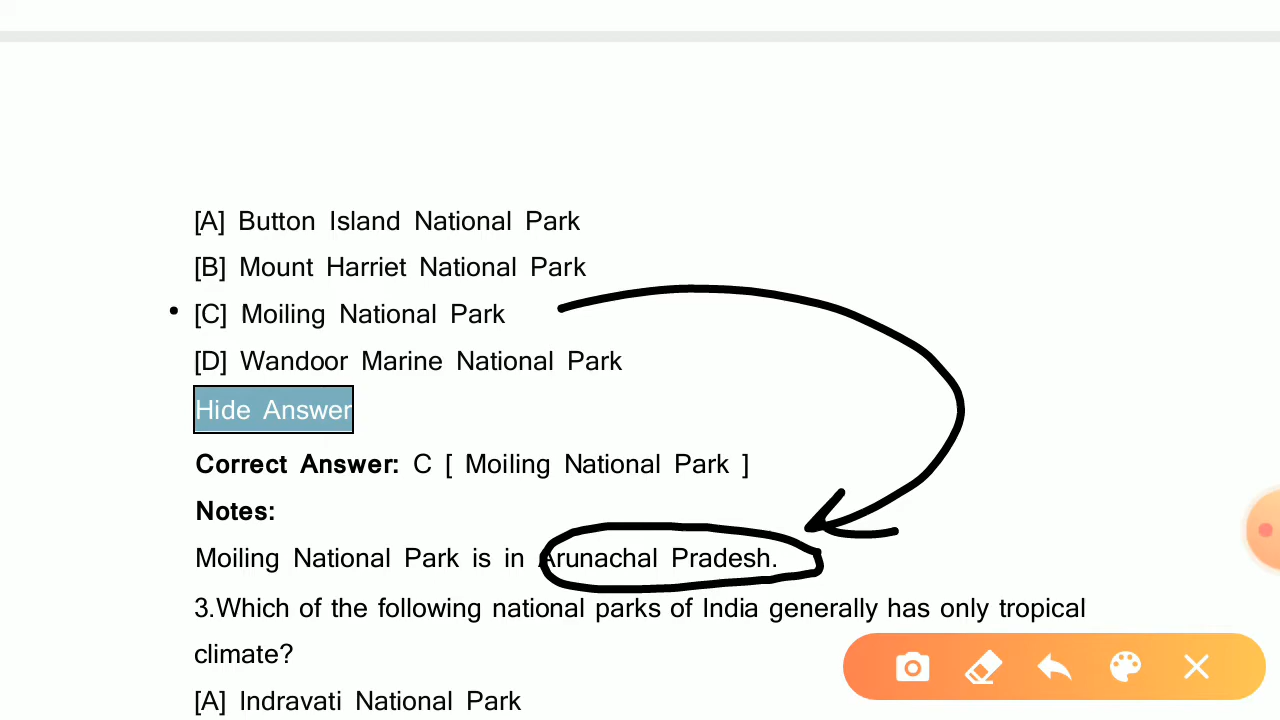 [A] Button Island National Park
[B] Mount Harriet National Park
[C] Moiling National Park
[D] Wandoor Marine National Park
Hide Answer
Correct Answer: C [ Moiling National Park ]
Notes:
Moiling National Park is in Arunachal Pradesh.
3.Which of the following national parks of India generally has only tropical
climate?
[A] Indravati National Park